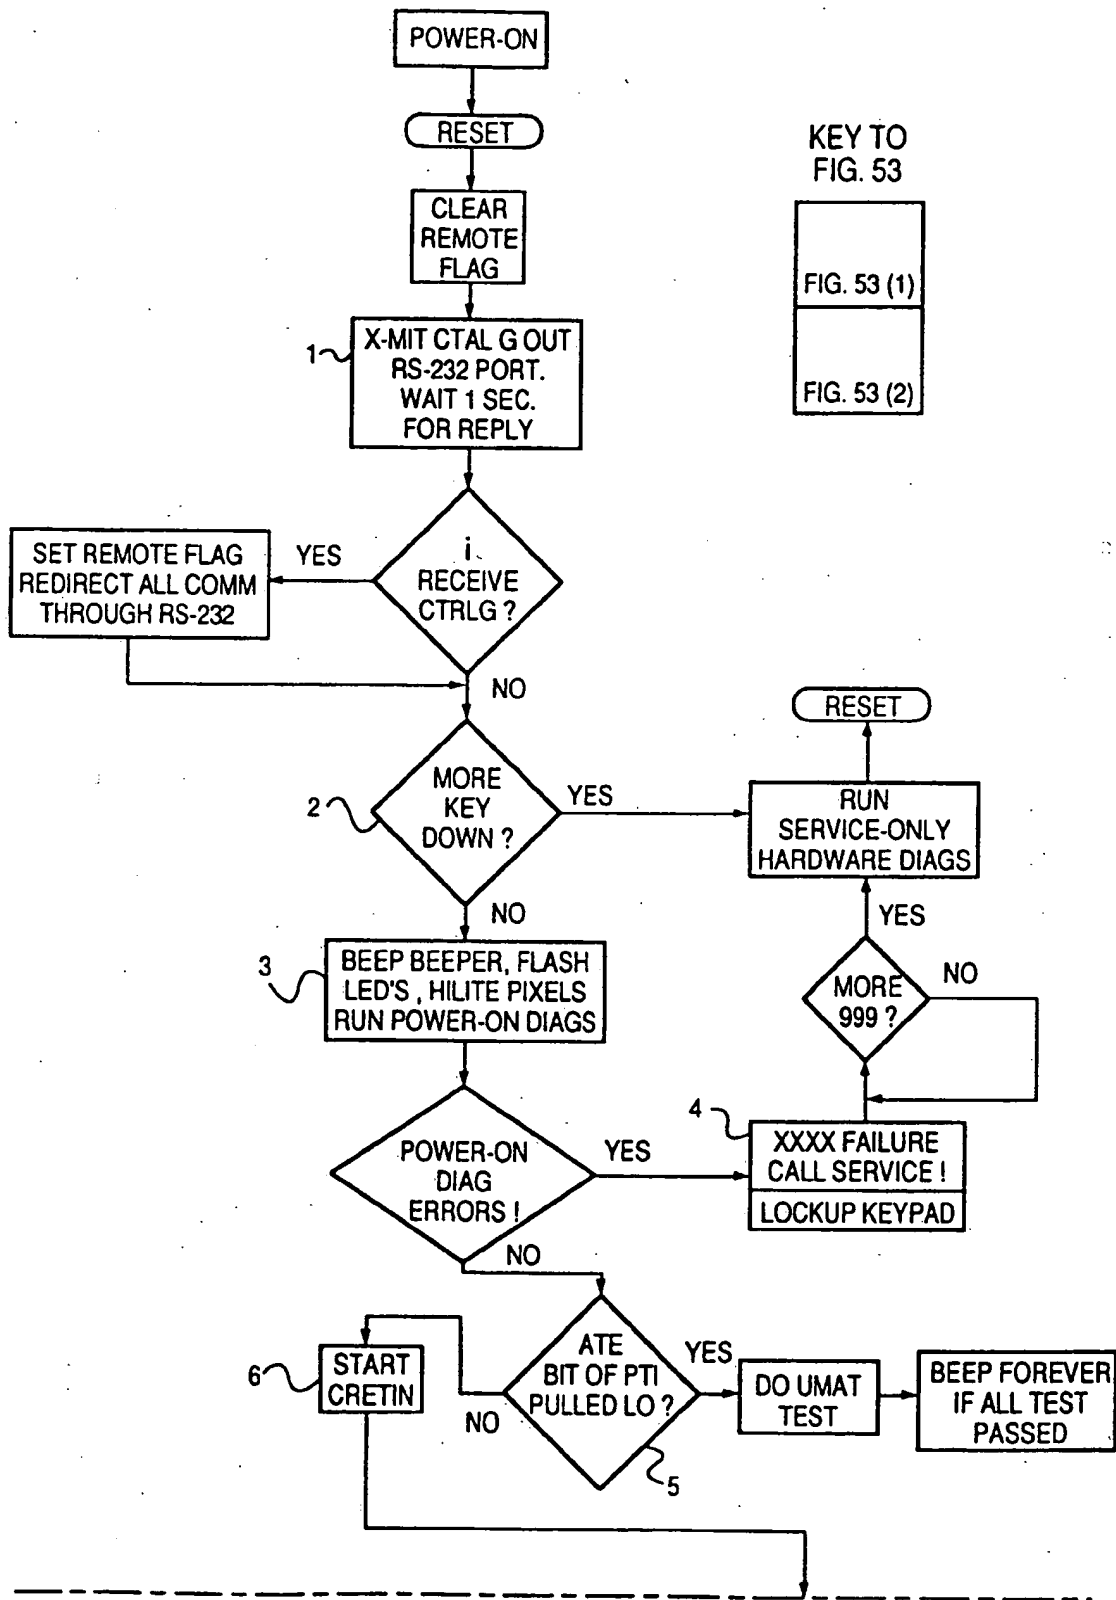 POWER-ON
RESET
KEY TO
FIG. 53
FIG. 53 (1)
FIG. 53 (2)
CLEAR
REMOTE
FLAG
1
X-MIT CTAL G OUT
RS-232 PORT.
WAIT 1 SEC.
FOR REPLY
i
RECEIVE
CTRLG ?
YES
SET REMOTE FLAG
REDIRECT ALL COMM
THROUGH RS-232
NO
2
MORE
KEY
DOWN ?
YES
RESET
RUN
SERVICE-ONLY
HARDWARE DIAGS
YES
MORE
999 ?
NO
NO
3
BEEP BEEPER, FLASH
LED'S , HILITE PIXELS
RUN POWER-ON DIAGS
POWER-ON
DIAG
ERRORS !
YES
4
XXXX FAILURE
CALL SERVICE !
LOCKUP KEYPAD
NO
ATE
BIT OF PTI
PULLED LO ?
5
YES
DO UMAT
TEST
BEEP FOREVER
IF ALL TEST
PASSED
NO
6
START
CRETIN